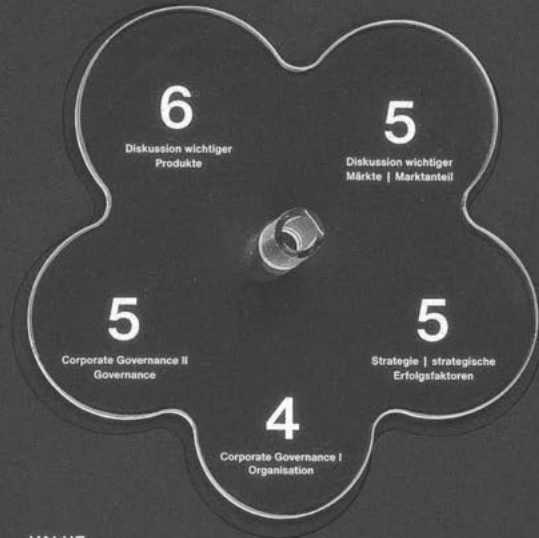 6
Diskussion wichtiger
Produkte
5
Diskussion wichtiger
Märkte | Marktanteil
5
Corporate Governance II
Governance
5
Strategie | strategische
Erfolgsfaktoren
4
Corporate Governance I
Organisation